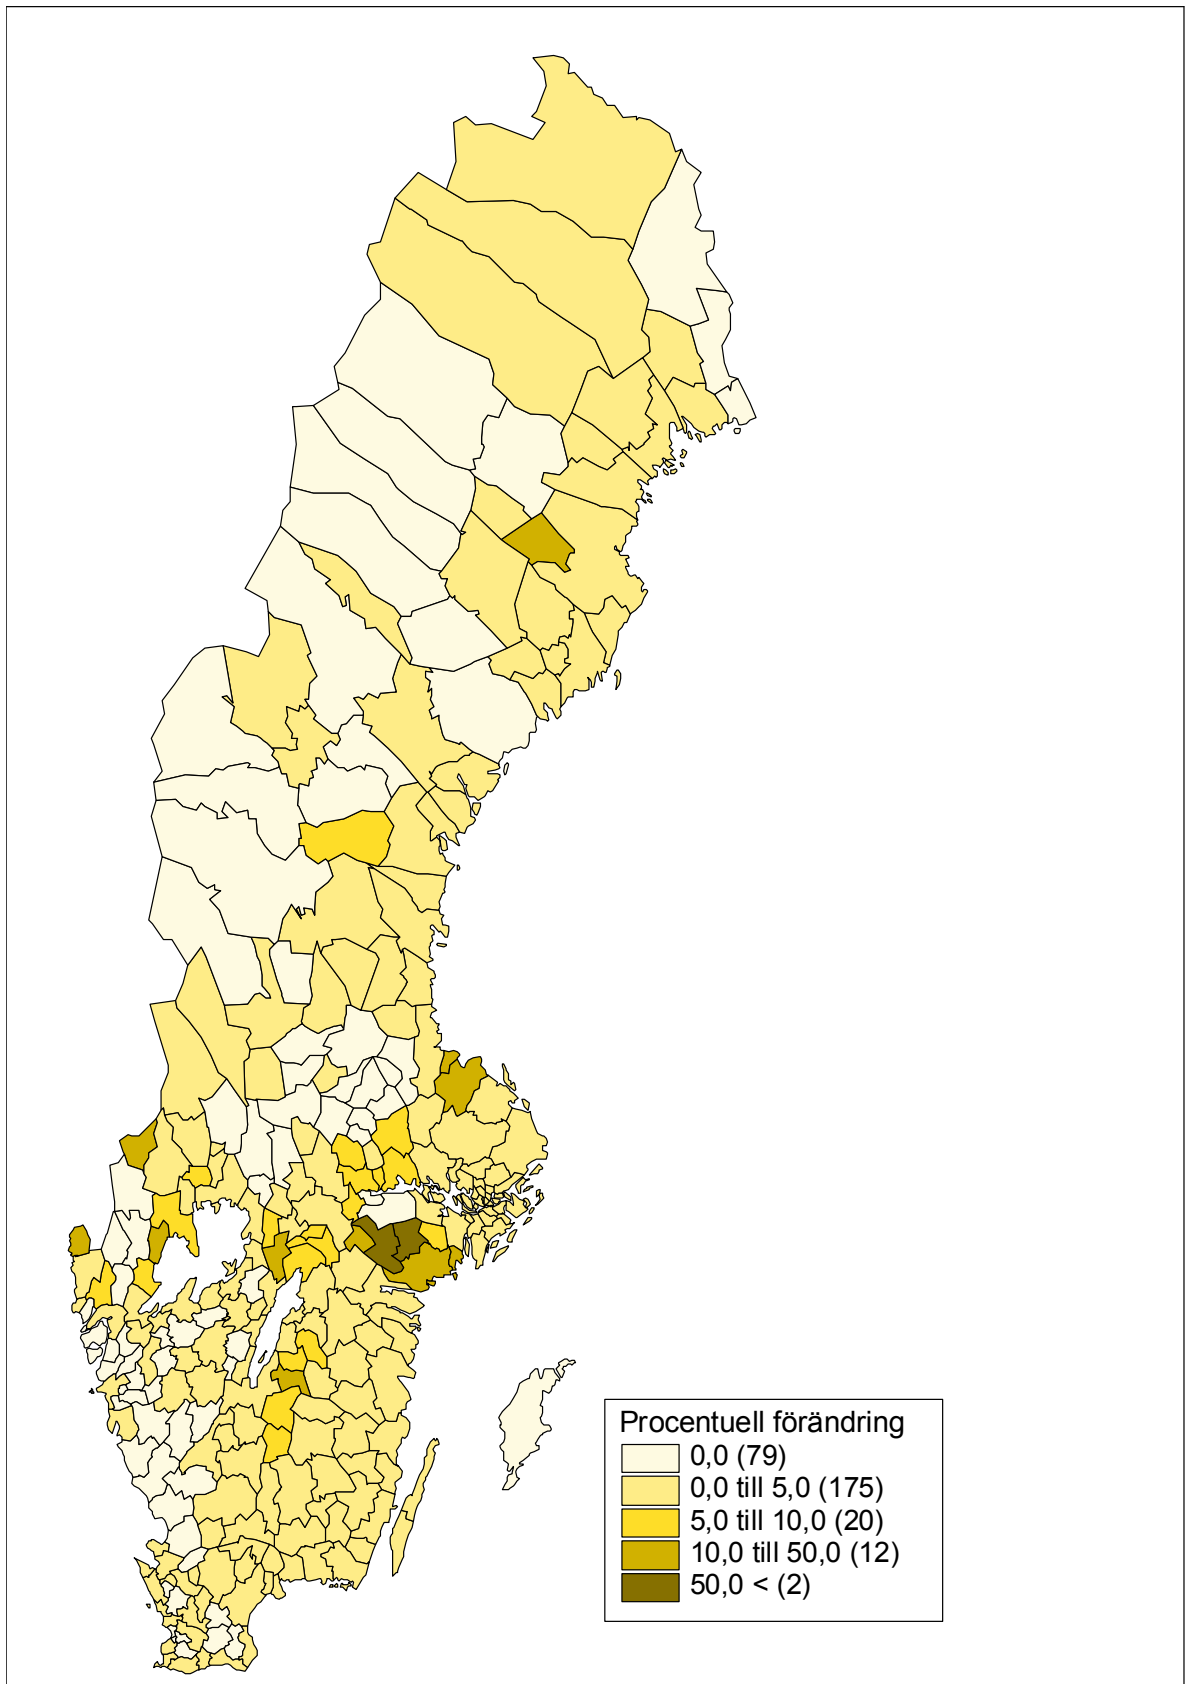 Procentuell förändring
0,0 (79)
0,0 till 5,0 (175)
5,0 till 10,0 (20)
10,0 till 50,0 (12)
50,0 < (2)